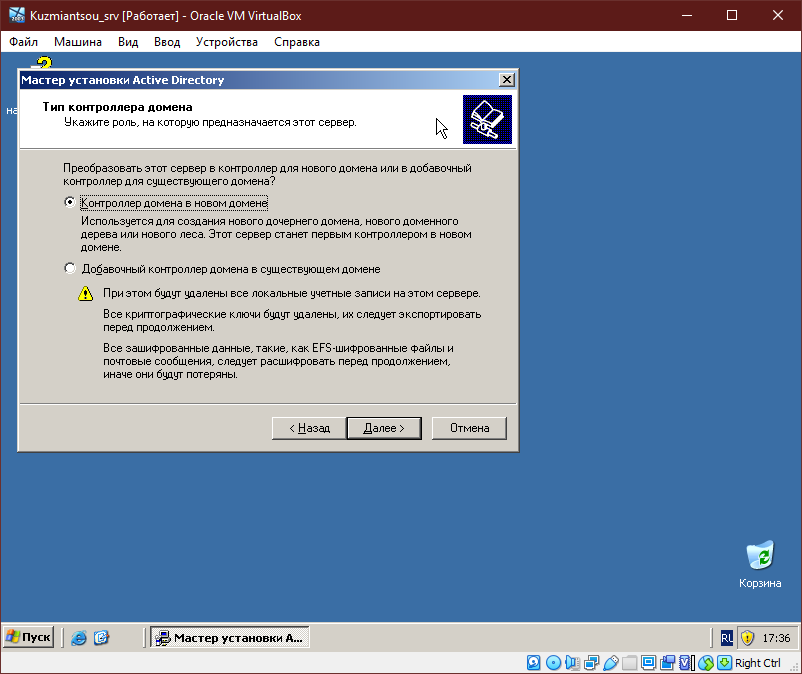 Kuzmiantsou_srv [Работает] - Oracle VM VirtualBox
Файл Машина Вид Ввод Устройства Справка
на
Мастер установки Active Directory
Тип контроллера домена
Укажите роль, на которую предназначается этот сервер.
Преобразовать этот сервер в контроллер для нового домена или в добавочный
контроллер для существующего домена?
Контроллер домена в новом домене
Используется для создания нового дочернего домена, нового доменного
дерева или нового леса. Этот сервер станет первым контроллером в новом
домене.
Добавочный контроллер домена в существующем домене
При этом будут удалены все локальные учетные записи на этом сервере.
Все криптографические ключи будут удалены, их следует экспортировать
перед продолжением.
Все зашифрованные данные, такие, как EFS-шифрованные файлы и
почтовые сообщения, следует расшифровать перед продолжением,
иначе они будут потеряны.
< Назад Далее > Отмена
Корзина
Пуск Мастер установки А... RU 17:36
Right Ctrl